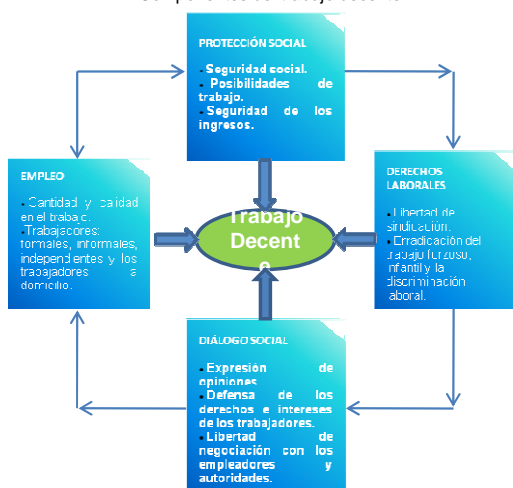 PROTECCIÓN SOCIAL
• Seguridad social.
• Posibilidades de
trabajo.
• Seguridad de los
ingresos.
EMPLEO
• Cantidad y calidad
en el trabajo.
• Trabajadores:
formales, informales,
independientes y los
trabajadores a
domicilio.
Trabajo
Decent
e
DERECHOS
LABORALES
• Libertad de
sindicación.
• Erradicación del
trabajo forzoso,
infantil y la
discriminación
laboral.
DIÁLOGO SOCIAL
• Expresión de
opiniones
• Defensa de los
derechos e intereses
de los trabajadores.
• Libertad de
negociación con los
empleadores y
autoridades.